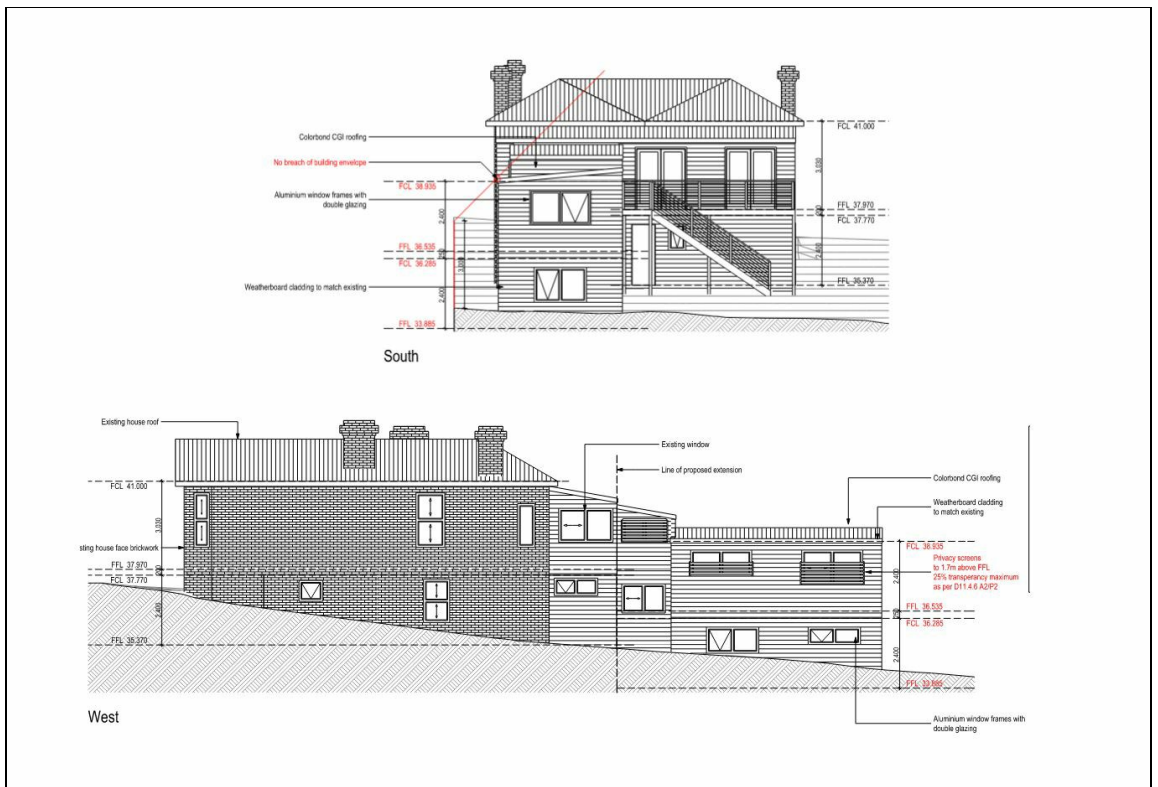 Colorbond CGI roofing
No breach of building envelope
FCL 38.935
Aluminium window frames with
double glazing
2.400
FFL 36.535
FCL 36.285
3.000
Weatherboard cladding to match existing
2.400
FFL 33.885
FCL 41.000
3.030
FFL 37.970
FCL 37.770
2.400
FFL 35.370
South
Existing house roof
FCL 41.000
3.030
sting house face brickwork
FFL 37.970
FCL 37.770
2.400
FFL 35.370
Existing window
Line of proposed extension
Colorbond CGI roofing
Weatherboard cladding
to match existing
FCL 38.935
Privacy screens
to 1.7m above FFL
25% transperancy maximum
as per D11.4.6 A2/P2
2.400
FFL 36.535
250
FCL 36.285
2.400
FFL 33.885
Aluminium window frames with
double glazing
West